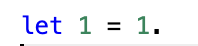 let 1 = 1.